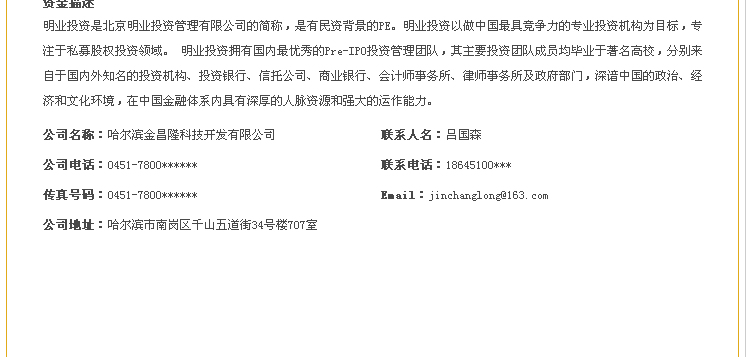 资金描述
明业投资是北京明业投资管理有限公司的简称，是有民资背景的PE。明业投资以做中国最具竞争力的专业投资机构为目标，专
注于私募股权投资领域。 明业投资拥有国内最优秀的Pre-IPO投资管理团队，其主要投资团队成员均毕业于著名高校，分别来
自于国内外知名的投资机构、投资银行、信托公司、商业银行、会计师事务所、律师事务所及政府部门，深谙中国的政治、经
济和文化环境，在中国金融体系内具有深厚的人脉资源和强大的运作能力。
公司名称：哈尔滨金昌隆科技开发有限公司 联系人名：吕国森
公司电话：0451-7800****** 联系电话：18645100***
传真号码：0451-7800****** Email：jinchanglong@163.com
公司地址：哈尔滨市南岗区千山五道街34号楼707室